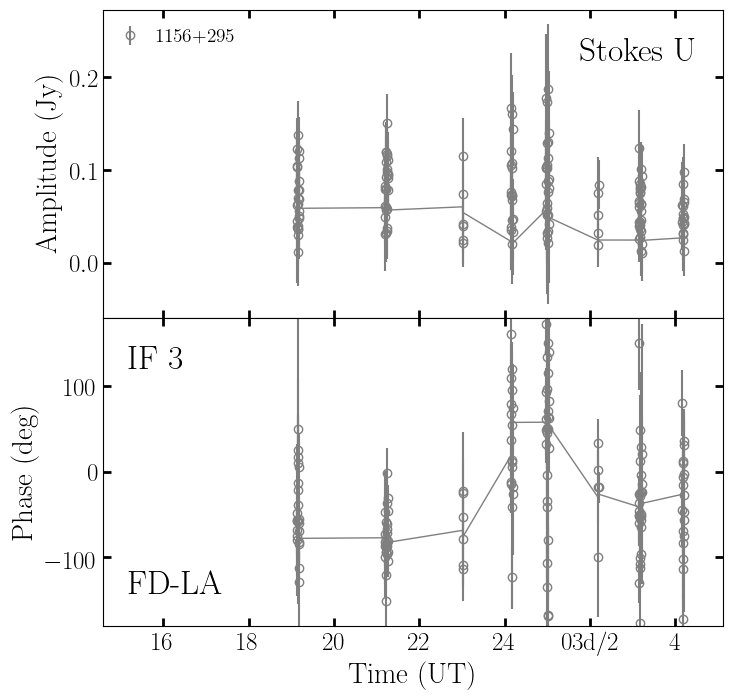 1156+295
Stokes U
Amplitude (Jy)
0.2
0.1
0.0
IF 3
FD-LA
Phase (deg)
100
0
−100
16 18 20 22 24 03d/2 4
Time (UT)